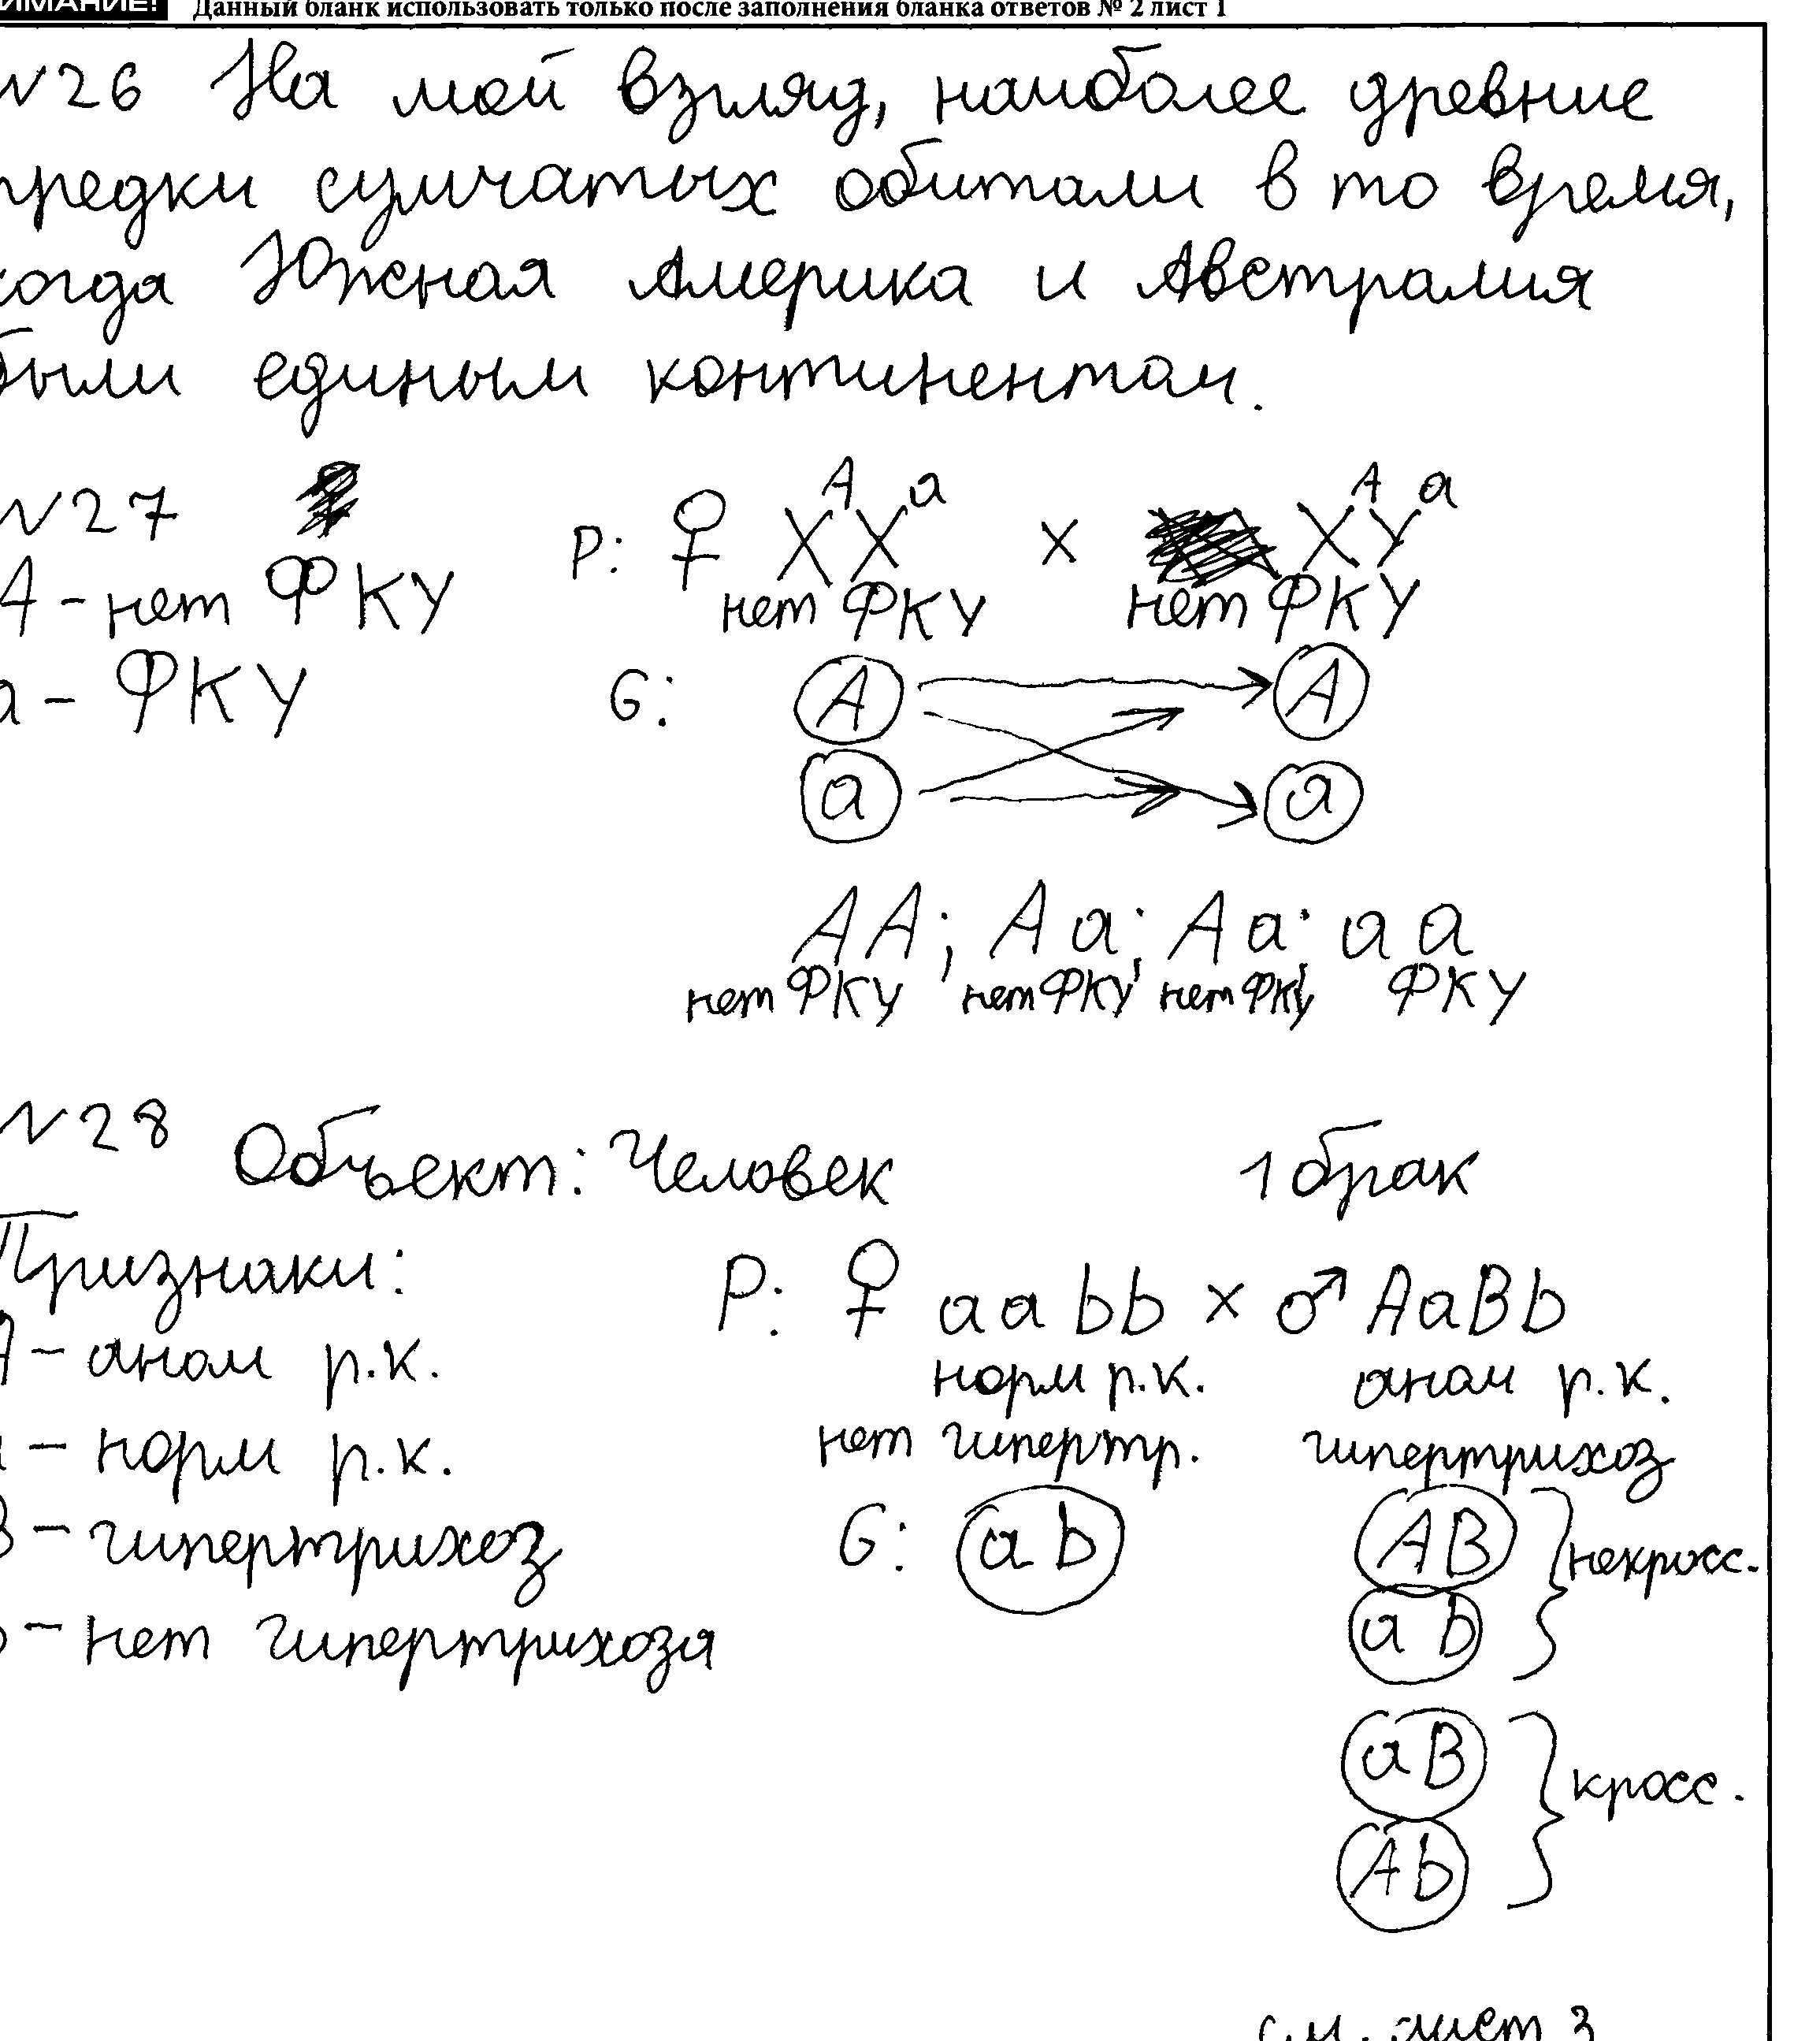 ИМАНИЕ! Данный бланк использовать только после заполнения бланка ответов № 2 лист 1
№26 На мой взгляд, наиболее древние
предки сумчатых обитали в то время,
когда Южная Америка и Австралия
были единым континентом.
№27
A - нет ФКУ
a - ФКУ
P: ♀ XᴬXᵃ × XᴬYᵃ
нет ФКУ нет ФКУ
G: A A
a a
AA; Aa; Aa; aa
нет ФКУ нет ФКУ нет ФКУ ФКУ
№28 Объект: Человек 1 брак
Признаки:
A - аном р.к.
a - норм р.к.
B - гипертрихоз
b - нет гипертрихоза
P: ♀ aabb × ♂ AaBb
норм р.к. аном р.к.
нет гипертр. гипертрихоз
G: ab AB
ab
некросс.
aB
Ab
кросс.
см. лист 3